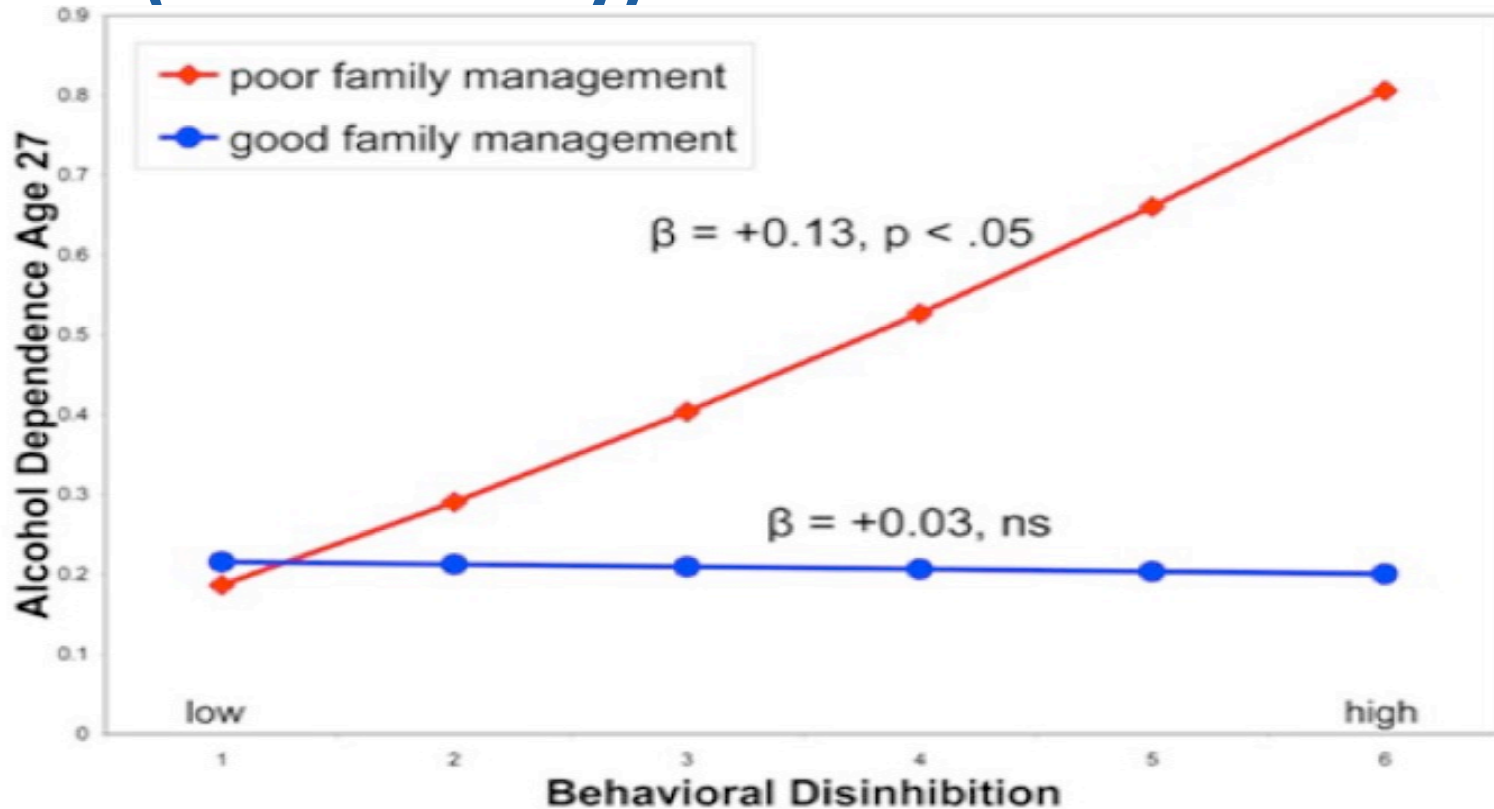 0.9
poor family management
good family management
0.8
0.7
0.6
0.5
0.4
0.3
0.2
0.1
0
Alcohol Dependence Age 27
β = +0.13, p < .05
β = +0.03, ns
low
high
1 2 3 4 5 6
Behavioral Disinhibition